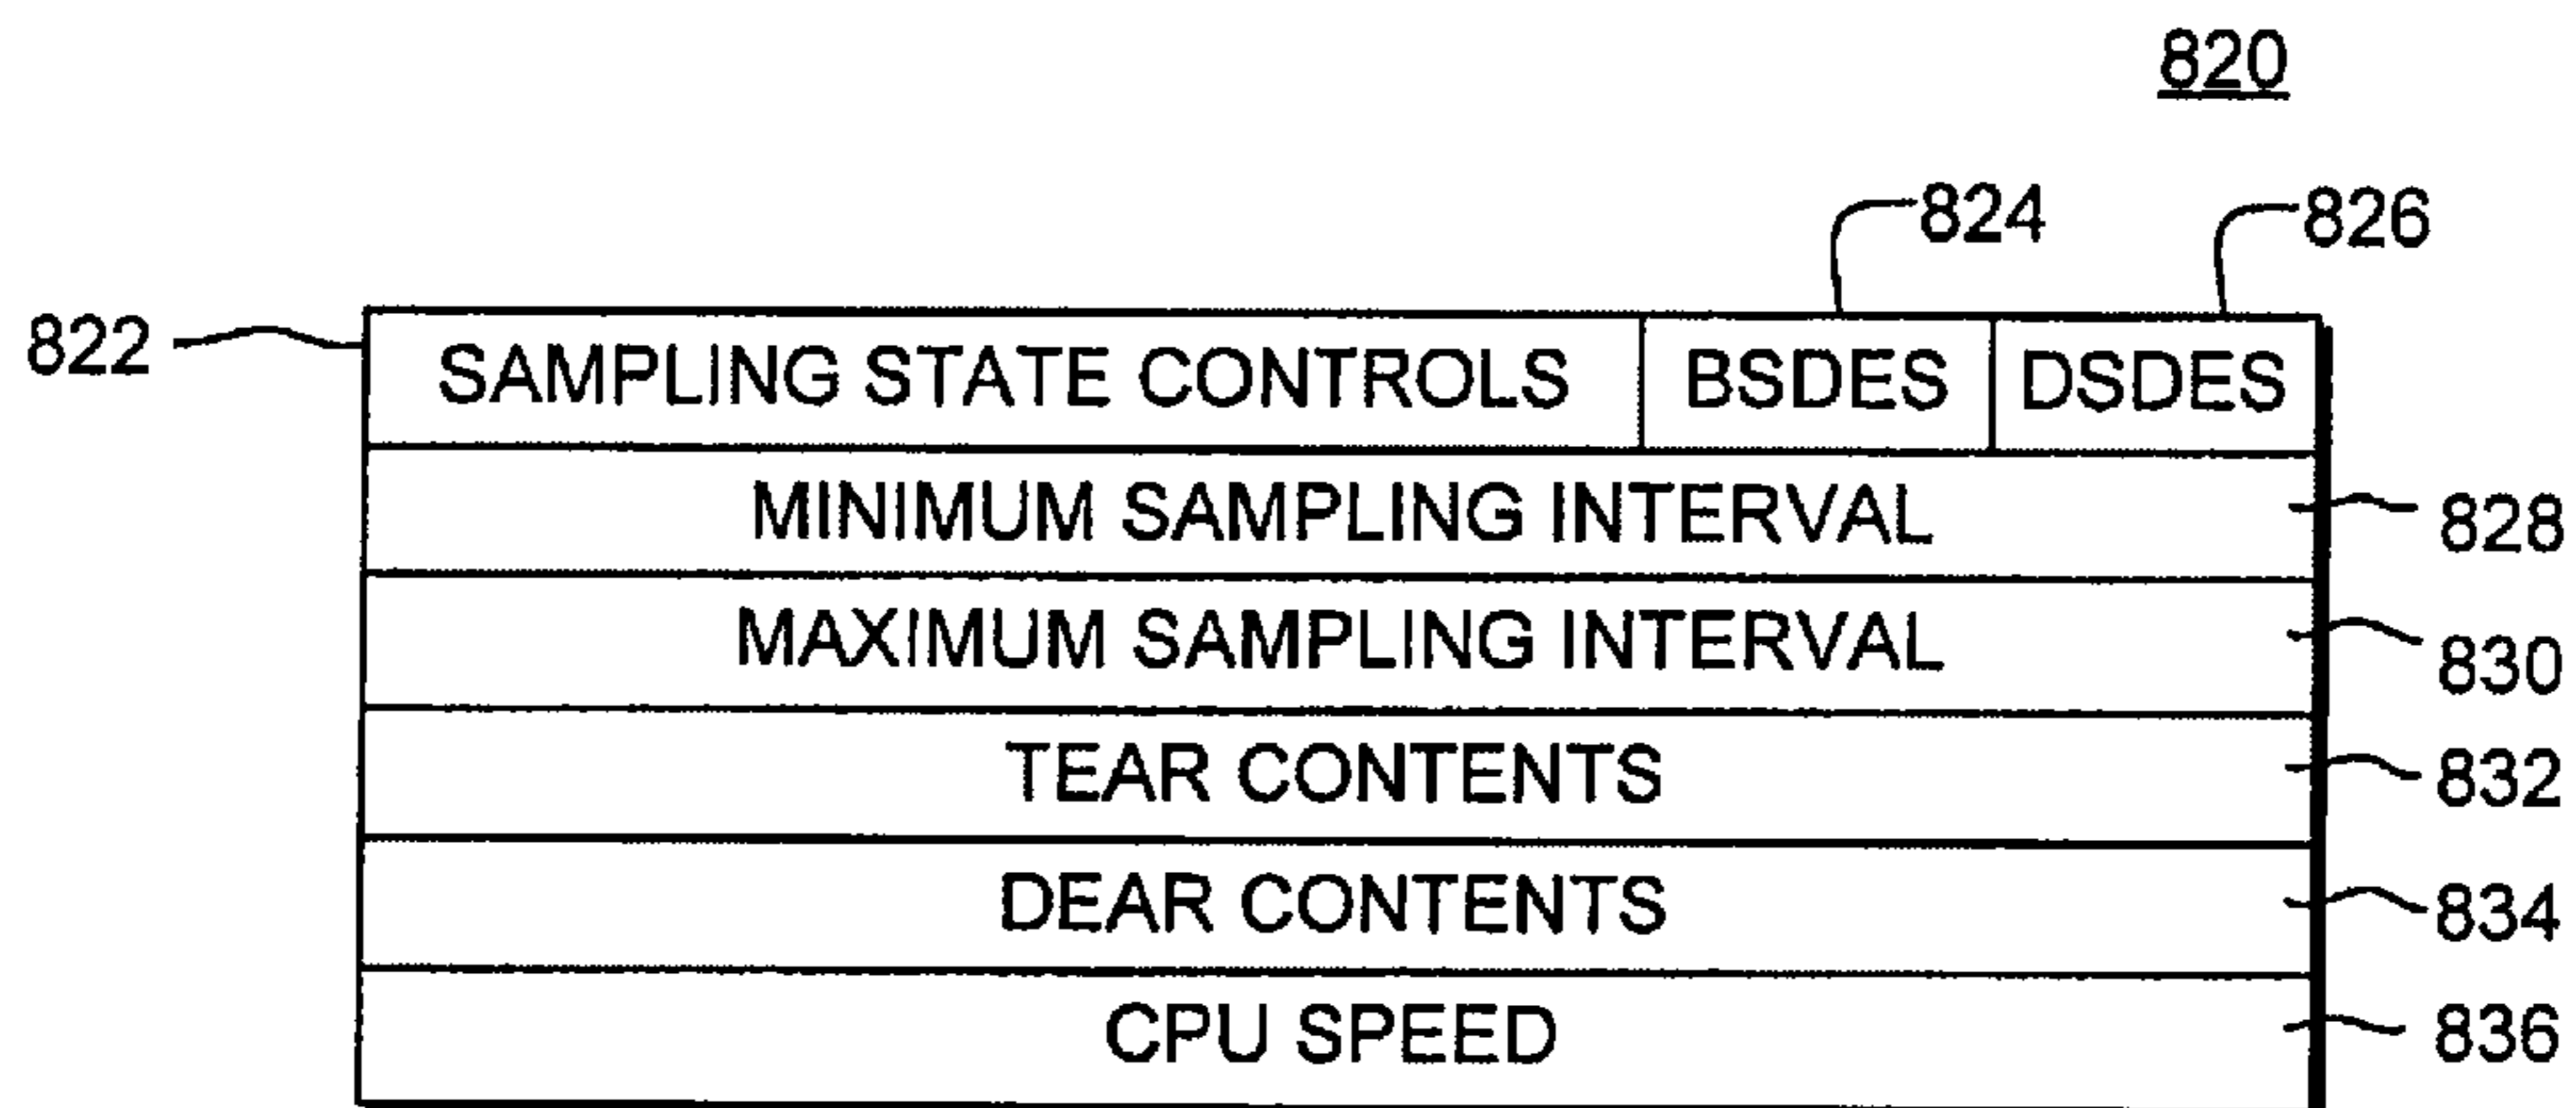 820
824
826
822
SAMPLING STATE CONTROLS BSDES DSDES
MINIMUM SAMPLING INTERVAL 828
MAXIMUM SAMPLING INTERVAL 830
TEAR CONTENTS 832
DEAR CONTENTS 834
CPU SPEED 836